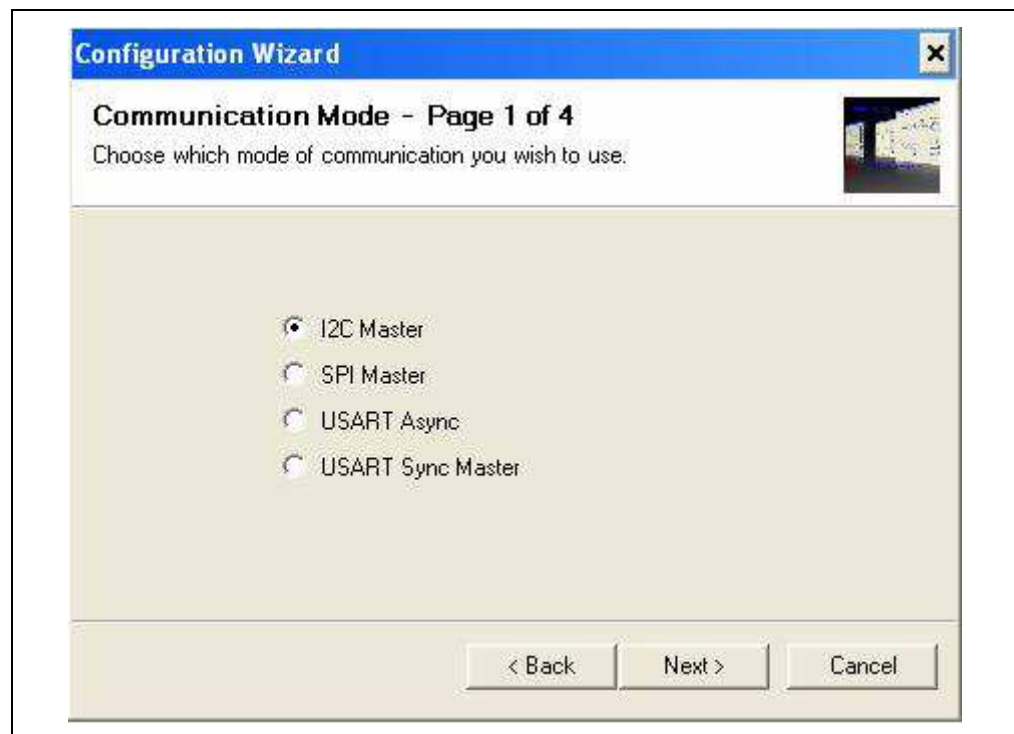 Configuration Wizard
Communication Mode - Page 1 of 4
Choose which mode of communication you wish to use.
I2C Master
SPI Master
USART Async
USART Sync Master
< Back Next > Cancel